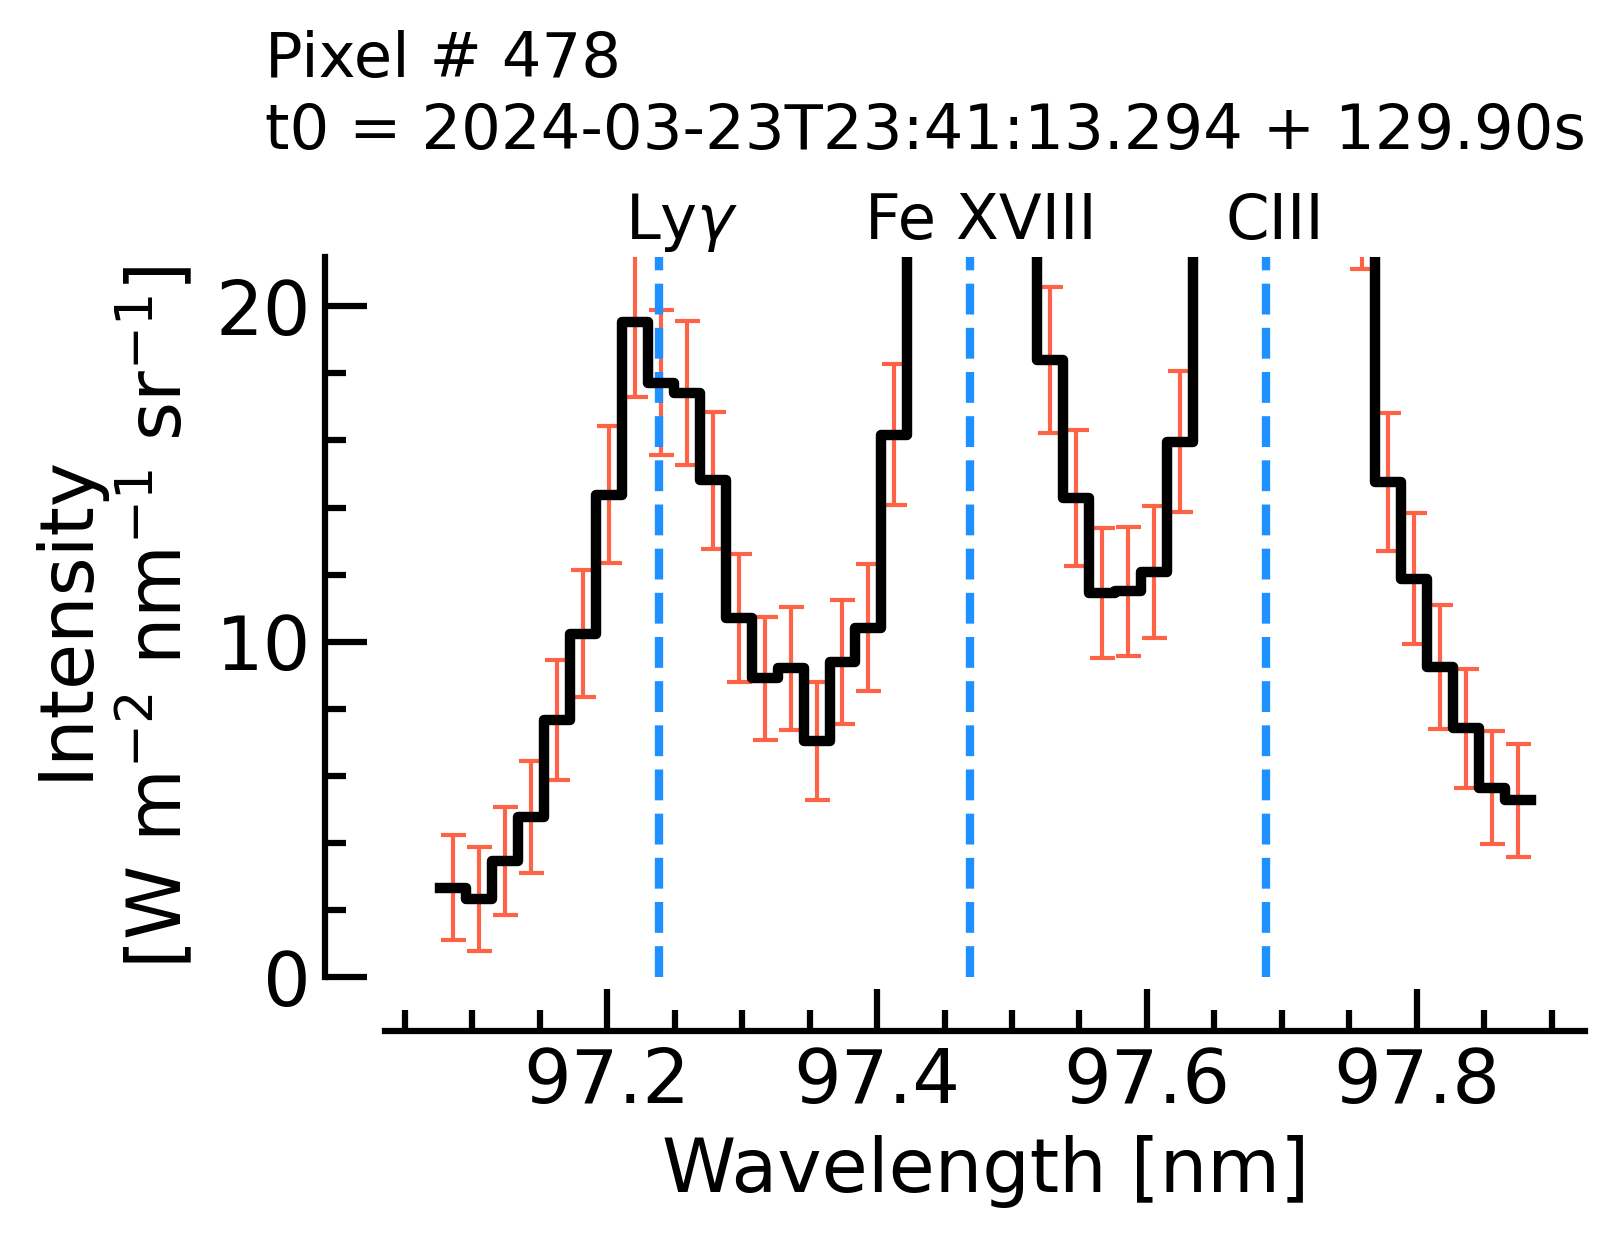 Pixel # 478
t0 = 2024-03-23T23:41:13.294 + 129.90s
Lyγ Fe XVIII CIII
Intensity
[W m⁻² nm⁻¹ sr⁻¹]
20
10
0
97.2 97.4 97.6 97.8
Wavelength [nm]